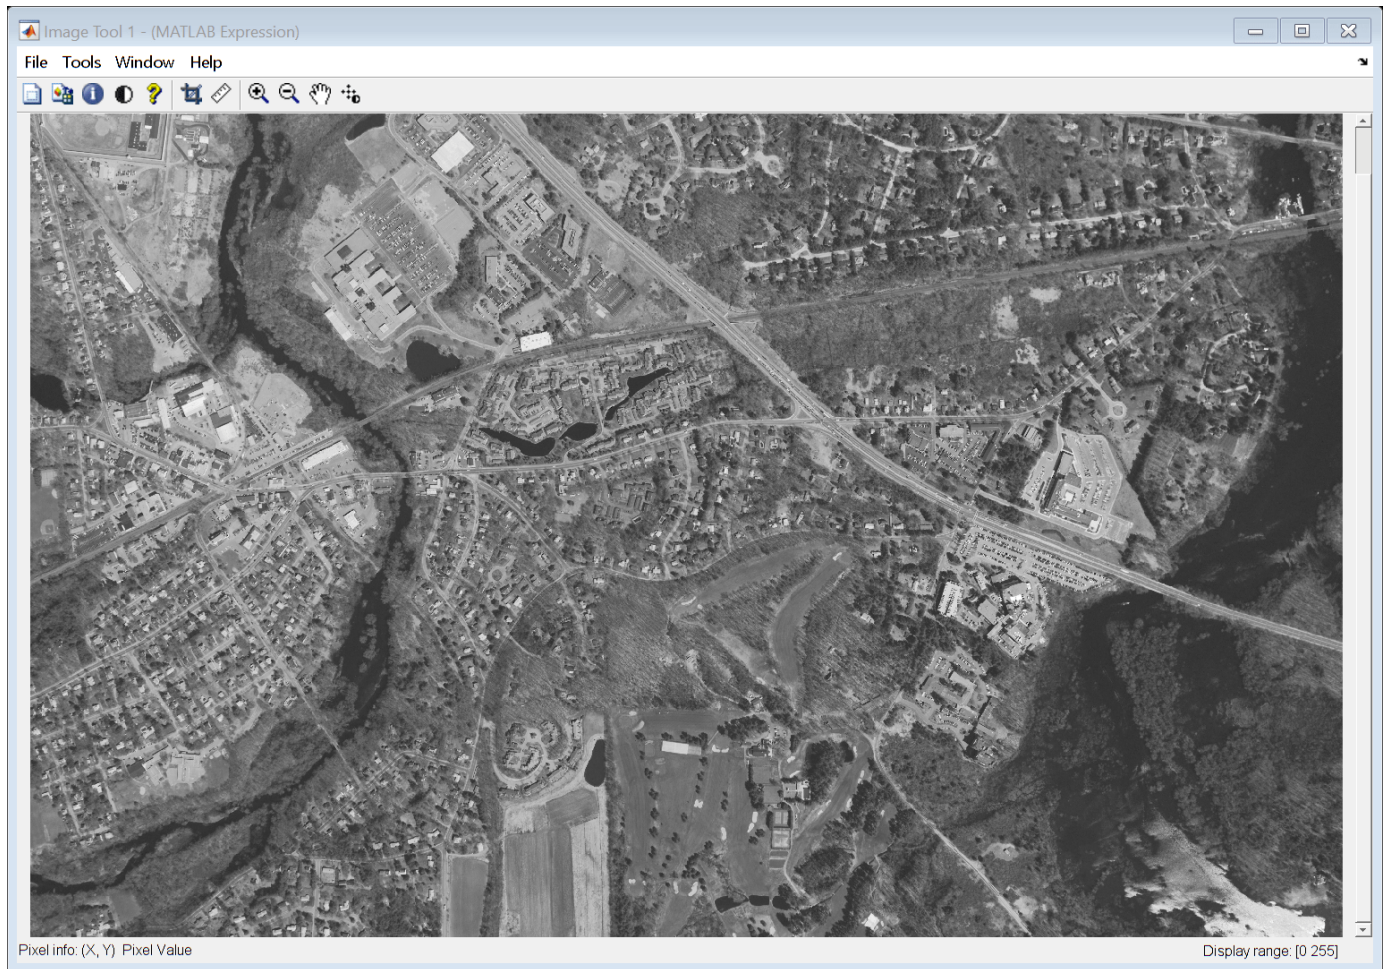 Image Tool 1 - (MATLAB Expression)
File Tools Window Help
Pixel info: (X, Y) Pixel Value
Display range: [0 255]